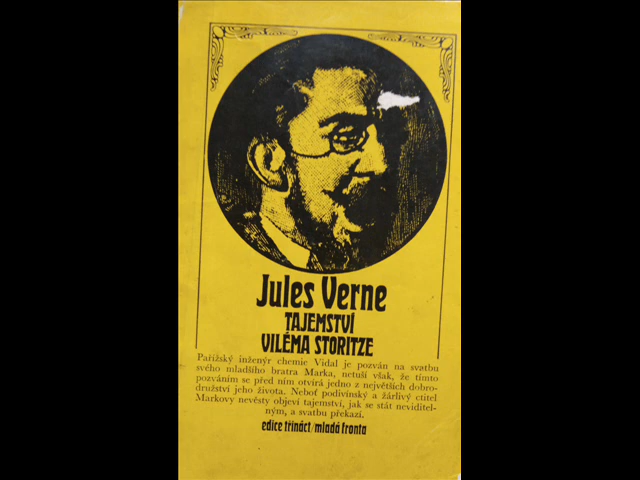 Jules Verne
TAJEMSTVÍ
VILÉMA STORITZE
Pařížský inženýr chemie Vidal je pozván na svatbu
svého mladšího bratra Marka, netuší však, že tímto
pozváním se před ním otvírá jedno z největších dobro-
družství jeho života. Neboť podivínský a žárlivý ctitel
Markovy nevěsty objeví tajemství, jak se stát neviditel-
ným, a svatbu překazí.
edice třináct/mladá fronta